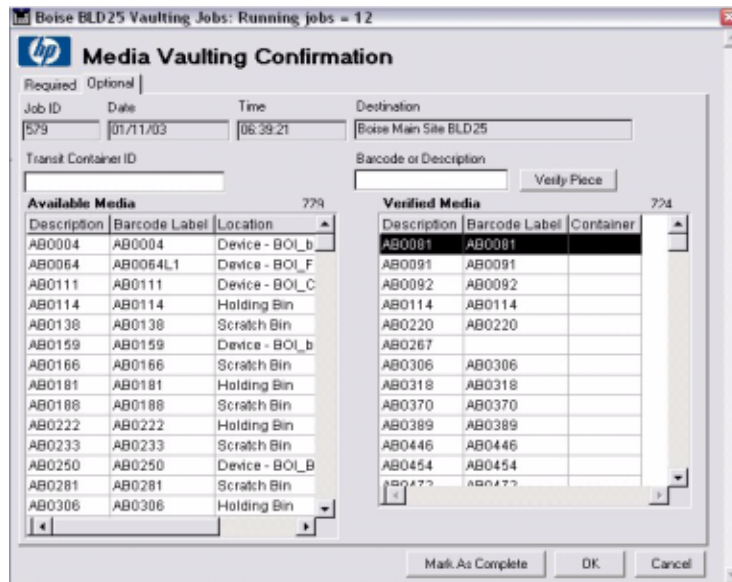 Boise BLD25 Vaulting Jobs: Running jobs = 12
hp Media Vaulting Confirmation
Required Optional
Job ID Date Time Destination
579 01/11/03 06:39:21 Boise Main Site BLD25
Transit Container ID Barcode or Description
Verify Piece
Available Media 779 Verified Media 724
Description Barcode Label Location Description Barcode Label Container
AB0004 AB0004 Device - BOI_b AB0081 AB0081
AB0064 AB0064L1 Device - BOI_F AB0091 AB0091
AB0111 AB0111 Device - BOI_C AB0092 AB0092
AB0114 AB0114 Holding Bin AB0114 AB0114
AB0138 AB0138 Scratch Bin AB0220 AB0220
AB0159 AB0159 Device - BOI_b AB0267
AB0166 AB0166 Scratch Bin AB0306 AB0306
AB0181 AB0181 Holding Bin AB0318 AB0318
AB0188 AB0188 Scratch Bin AB0370 AB0370
AB0222 AB0222 Holding Bin AB0389 AB0389
AB0233 AB0233 Scratch Bin AB0446 AB0446
AB0250 AB0250 Device - BOI_B AB0454 AB0454
AB0281 AB0281 Scratch Bin AB0472 AB0472
AB0306 AB0306 Holding Bin
Mark As Complete OK Cancel